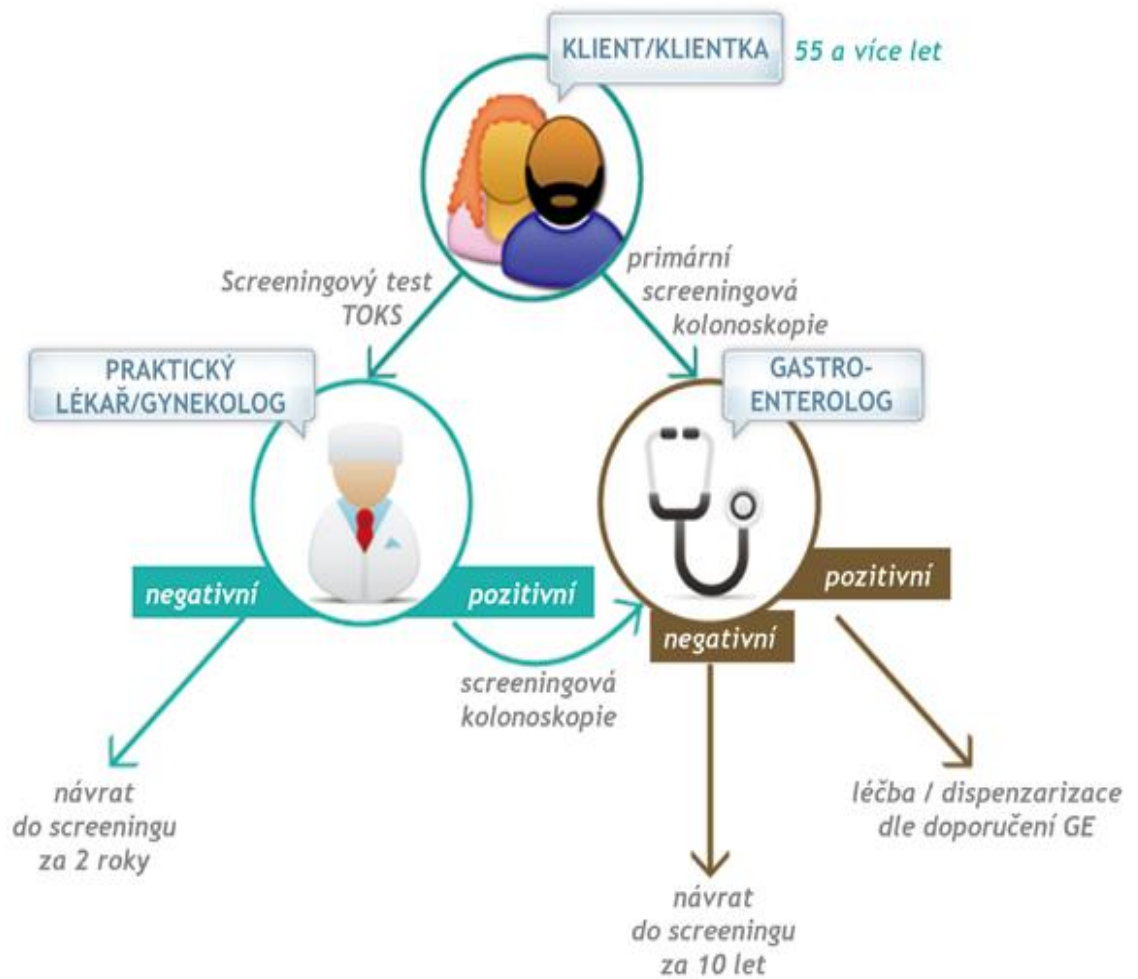 KLIENT/KLIENTKA
55 a více let
Screeningový test
TOKS
primární
screeningová
kolonoskopie
PRAKTICKÝ
LÉKAŘ/GYNEKOLOG
GASTRO-
ENTEROLOG
negativní
pozitivní
screeningová
kolonoskopie
negativní
pozitivní
návrat
do screeningu
za 2 roky
návrat
do screeningu
za 10 let
léčba / dispenzarizace
dle doporučení GE